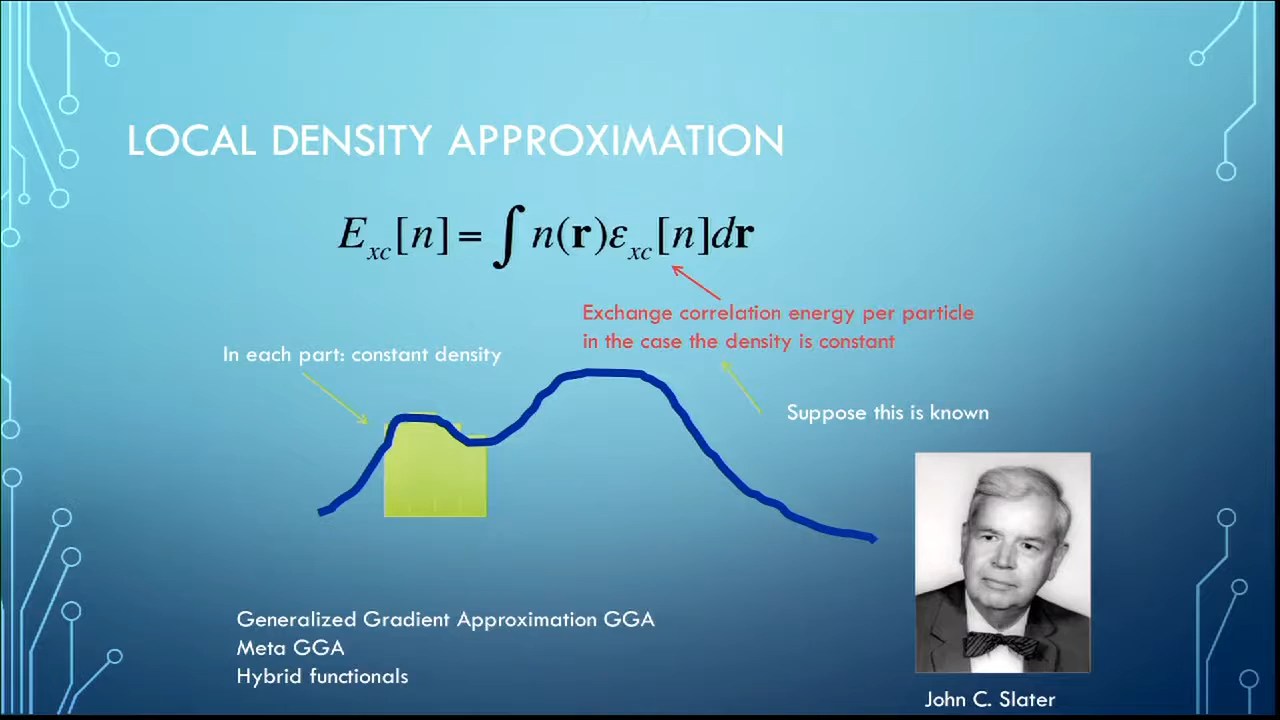 LOCAL DENSITY APPROXIMATION
E_xc[n] = ∫ n(r)ε_xc[n]dr
Exchange correlation energy per particle
in the case the density is constant
In each part: constant density
Suppose this is known
Generalized Gradient Approximation GGA
Meta GGA
Hybrid functionals
John C. Slater